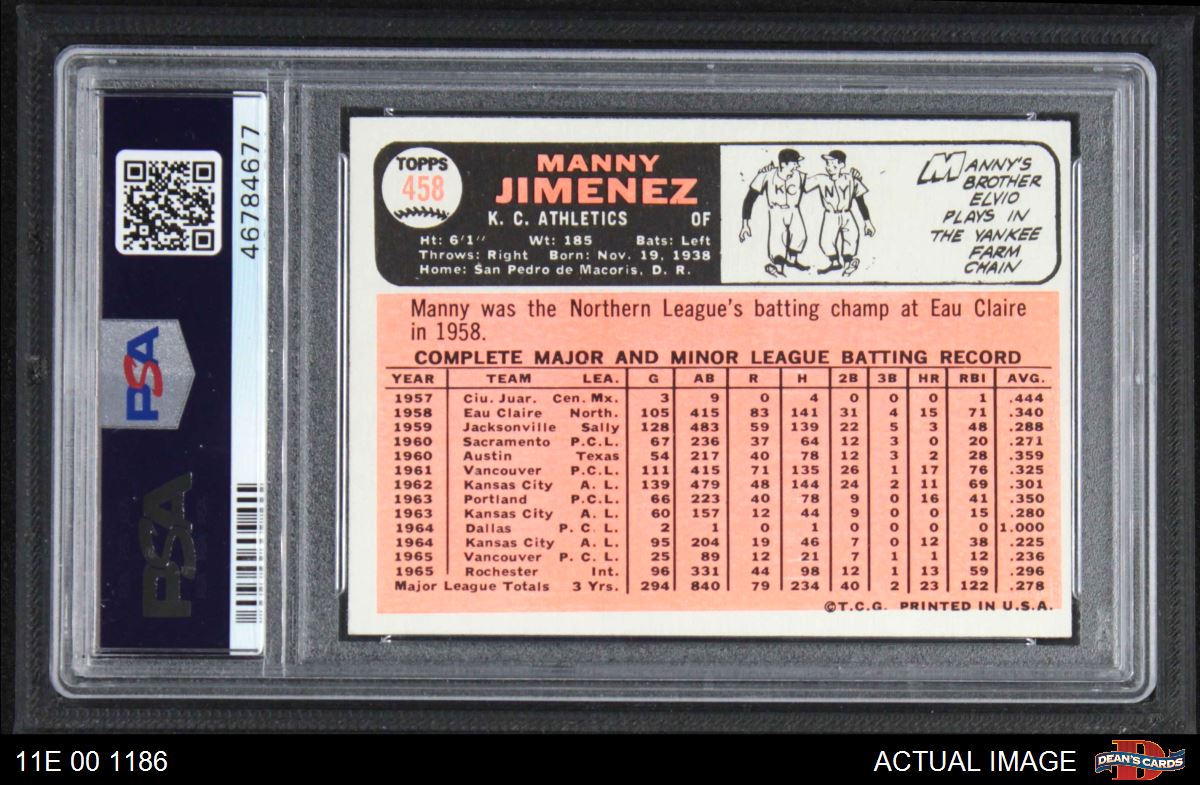 46784677
PSA
PSA
TOPPS
458
MANNY
JIMENEZ
K. C. ATHLETICS OF
Ht: 6'1" Wt: 185 Bats: Left
Throws: Right Born: Nov. 19, 1938
Home: San Pedro de Macoris, D. R.
KC NY
MANNY'S
BROTHER
ELVIO
PLAYS IN
THE YANKEE
FARM
CHAIN
Manny was the Northern League's batting champ at Eau Claire
in 1958.
COMPLETE MAJOR AND MINOR LEAGUE BATTING RECORD
YEAR TEAM LEA. G AB R H 2B 3B HR RBI AVG.
1957 Ciu. Juar. Cen. Mx. 3 9 0 4 0 0 0 1 .444
1958 Eau Claire North. 105 415 83 141 31 4 15 71 .340
1959 Jacksonville Sally 128 483 59 139 22 5 3 48 .288
1960 Sacramento P.C.L. 67 236 37 64 12 3 0 20 .271
1960 Austin Texas 54 217 40 78 12 3 2 28 .359
1961 Vancouver P.C.L. 111 415 71 135 26 1 17 76 .325
1962 Kansas City A. L. 139 479 48 144 24 2 11 69 .301
1963 Portland P.C.L. 66 223 40 78 9 0 16 41 .350
1963 Kansas City A. L. 60 157 12 44 9 0 0 15 .280
1964 Dallas P. C. L. 2 1 0 1 0 0 0 0 1.000
1964 Kansas City A. L. 95 204 19 46 7 0 12 38 .225
1965 Vancouver P. C. L. 25 89 12 21 7 1 1 12 .236
1965 Rochester Int. 96 331 44 98 12 1 13 59 .296
Major League Totals 3 Yrs. 294 840 79 234 40 2 23 122 .278
©T.C.G. PRINTED IN U.S.A.
11E 00 1186
ACTUAL IMAGE
D
DEAN'S CARDS